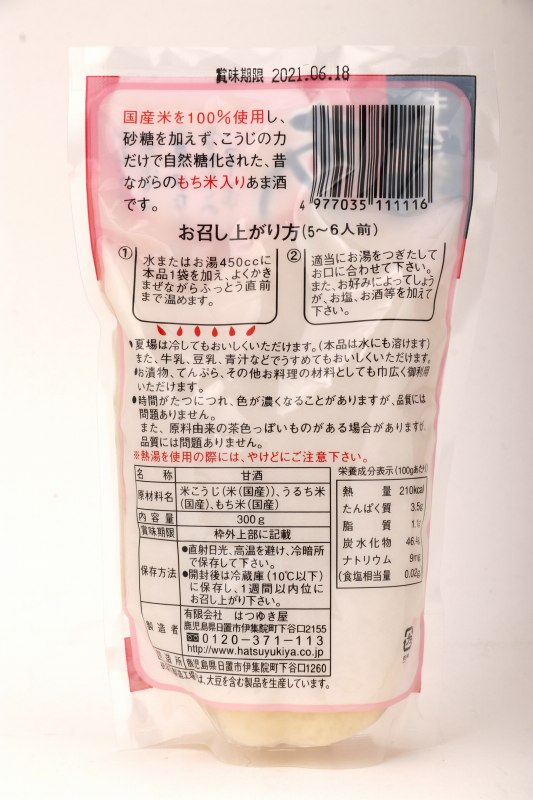 賞味期限 2021.06.18
国産米を100%使用し、
砂糖を加えず、こうじの力
だけで自然糖化された、昔
ながらのもち米入りあま酒
です。
4 977035 111116
お召し上がり方(5〜6人前)
① 水またはお湯450ccに
本品1袋を加え、よくかき
まぜながらふっとう直前
まで温めます。
② 適当にお湯をつぎたして
お口に合わせて下さい。
また、お好みによってしょう
が、お塩、お酒等を加えて
下さい。
●夏場は冷してもおいしくいただけます。(本品は水にも溶けます)
また、牛乳、豆乳、青汁などでうすめてもおいしくいただけます。
●お漬物、てんぷら、その他お料理の材料としても巾広く御利用
いただけます。
●時間がたつにつれ、色が濃くなることがありますが、品質には
問題ありません。
また、原料由来の茶色っぽいものがある場合がありますが、
品質には問題ありません。
※熱湯を使用の際には、やけどにご注意下さい。
名称 甘酒
原材料名 米こうじ(米(国産))、うるち米
(国産)、もち米(国産)
内容量 300g
賞味期限 枠外上部に記載
保存方法 ●直射日光、高温を避け、冷暗所
で保存して下さい。
●開封後は冷蔵庫(10℃以下)
に保存し、1週間以内位に
お召し上がり下さい。
製造者 有限会社 はつゆき屋
鹿児島県日置市伊集院町下谷口2155
0120-371-113
http://www.hatsuyukiya.co.jp
鹿児島県日置市伊集院町下谷口1260
は、大豆を含む製品を生産しています。
栄養成分表示(100gあたり)
熱量 210kcal
たんぱく質 3.5g
脂質
炭水化物
ナトリウム 9mg
(食塩相当量 0.02g)